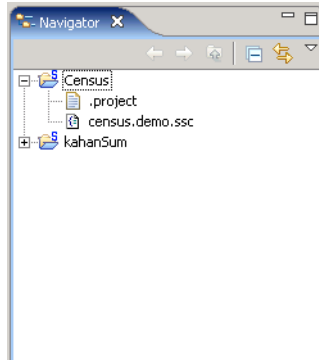 Navigator
Census
.project
census.demo.ssc
kahanSum